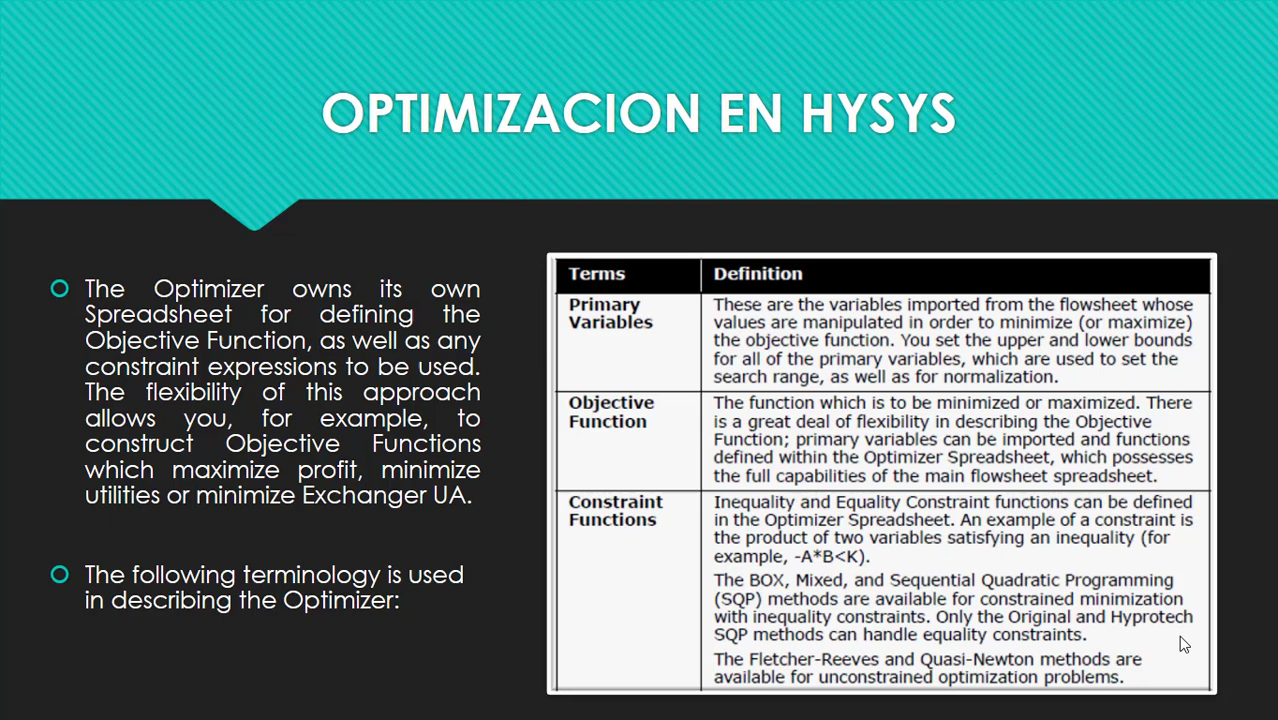 OPTIMIZACION EN HYSYS
The Optimizer owns its own
Spreadsheet for defining the
Objective Function, as well as any
constraint expressions to be used.
The flexibility of this approach
allows you, for example, to
construct Objective Functions
which maximize profit, minimize
utilities or minimize Exchanger UA.
The following terminology is used
in describing the Optimizer:
Terms Definition
Primary
Variables
These are the variables imported from the flowsheet whose
values are manipulated in order to minimize (or maximize)
the objective function. You set the upper and lower bounds
for all of the primary variables, which are used to set the
search range, as well as for normalization.
Objective
Function
The function which is to be minimized or maximized. There
is a great deal of flexibility in describing the Objective
Function; primary variables can be imported and functions
defined within the Optimizer Spreadsheet, which possesses
the full capabilities of the main flowsheet spreadsheet.
Constraint
Functions
Inequality and Equality Constraint functions can be defined
in the Optimizer Spreadsheet. An example of a constraint is
the product of two variables satisfying an inequality (for
example, -A*B<K).
The BOX, Mixed, and Sequential Quadratic Programming
(SQP) methods are available for constrained minimization
with inequality constraints. Only the Original and Hyprotech
SQP methods can handle equality constraints.
The Fletcher-Reeves and Quasi-Newton methods are
available for unconstrained optimization problems.